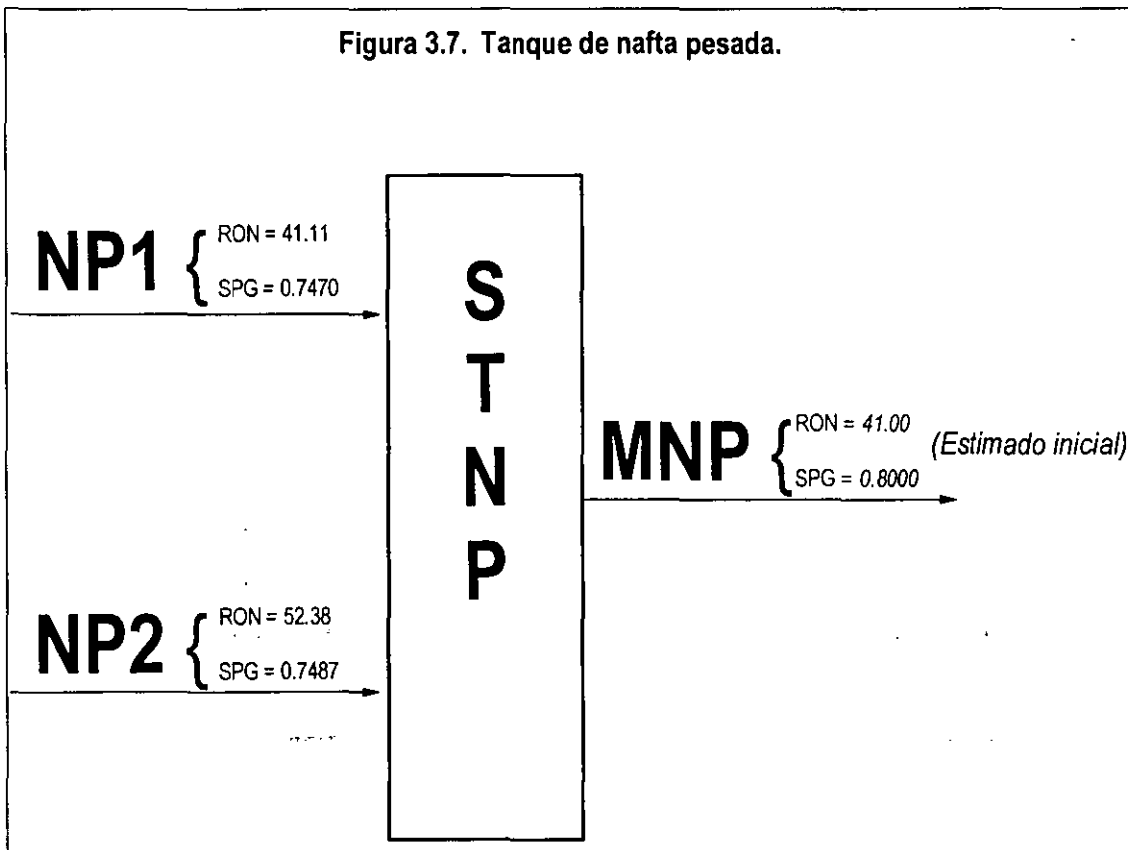 Figura 3.7. Tanque de nafta pesada.
NP1 { RON = 41.11
SPG = 0.7470
S
T
N
P
MNP { RON = 41.00 (Estimado inicial)
SPG = 0.8000
NP2 { RON = 52.38
SPG = 0.7487